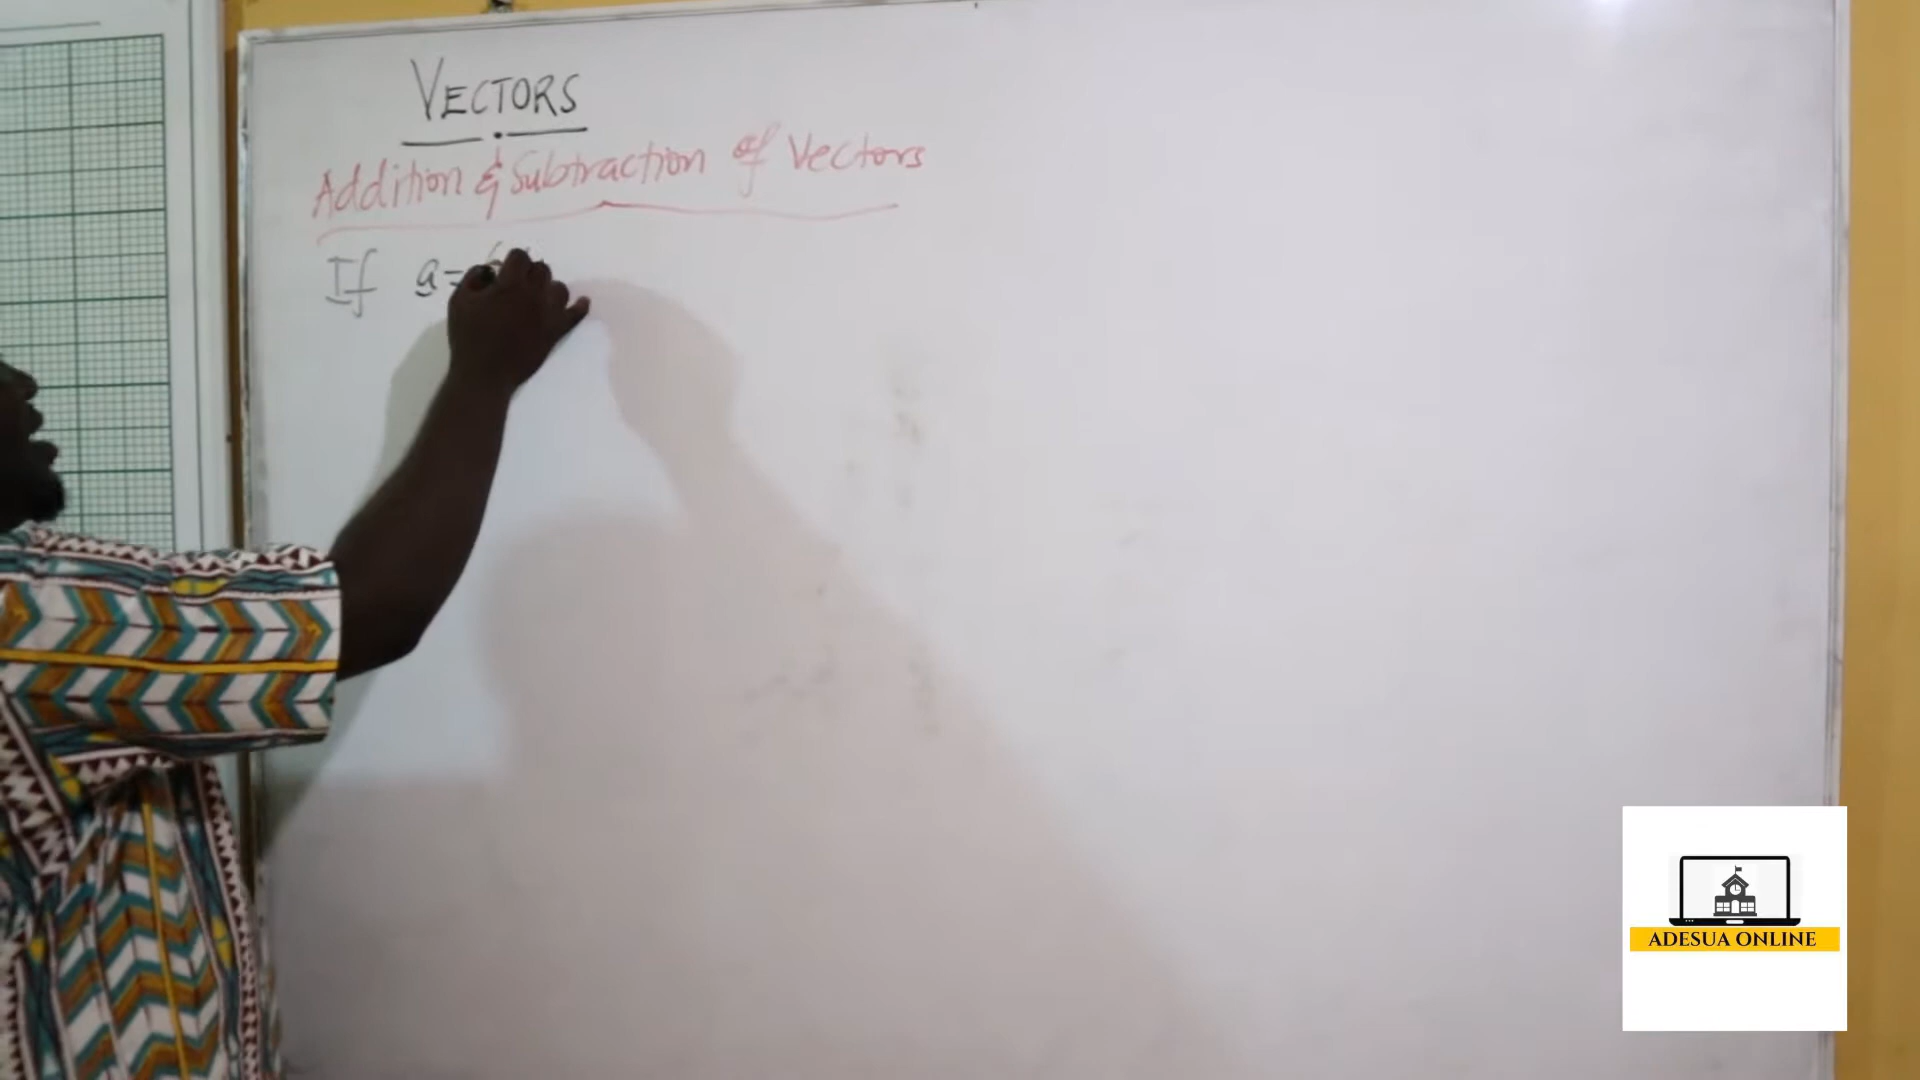 VECTORS
Addition & Subtraction of Vectors
If a =
ADESUA ONLINE